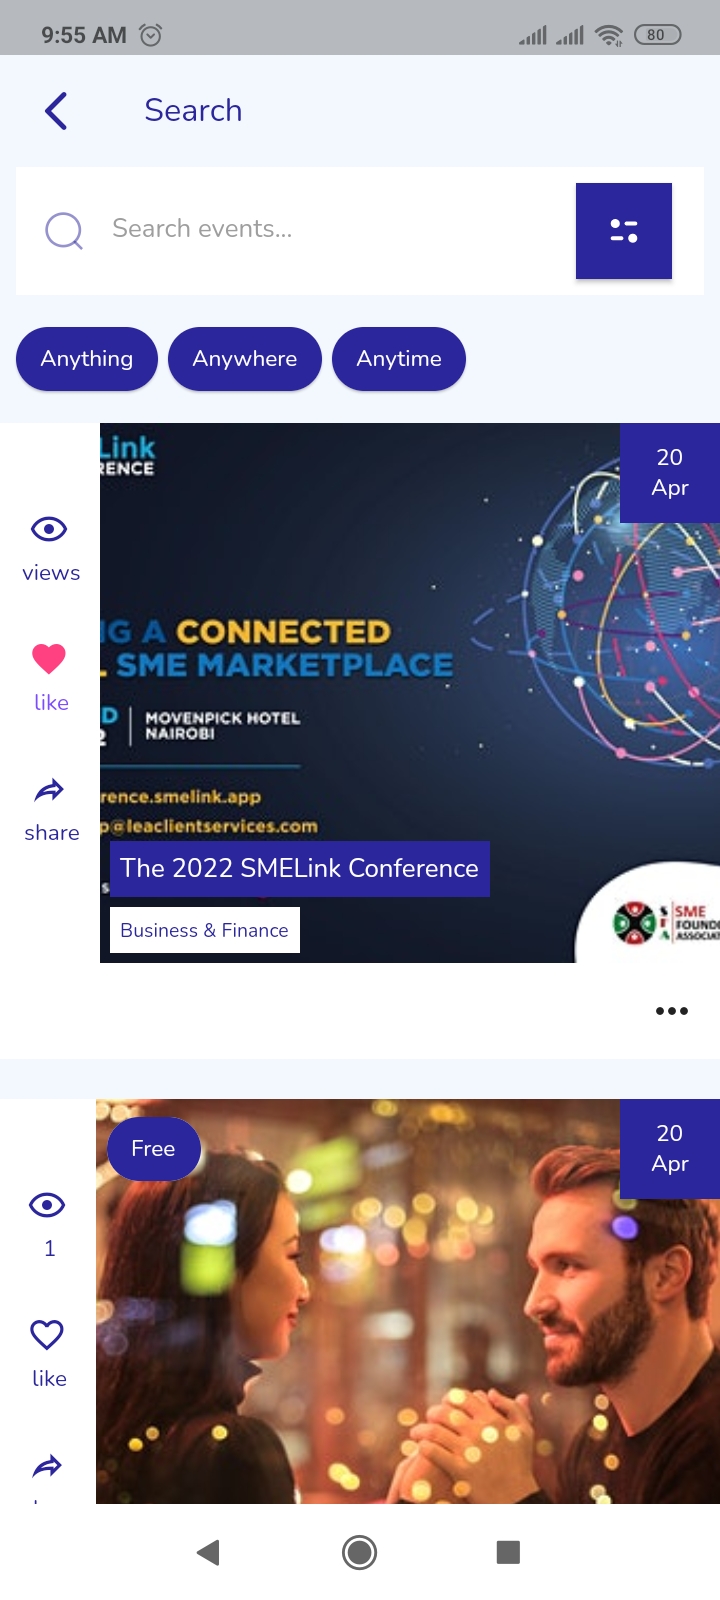 9:55 AM
80
Search
Search events...
Anything
Anywhere
Anytime
Link
RENCE
20
Apr
views
G A CONNECTED
SME MARKETPLACE
like
D
2
MOVENPICK HOTEL
NAIROBI
rence.smelink.app
share
p@leaclientservices.com
The 2022 SMELink Conference
s
SFA
SME
FOUND
ASSOCIAT
Business & Finance
Free
20
Apr
1
like